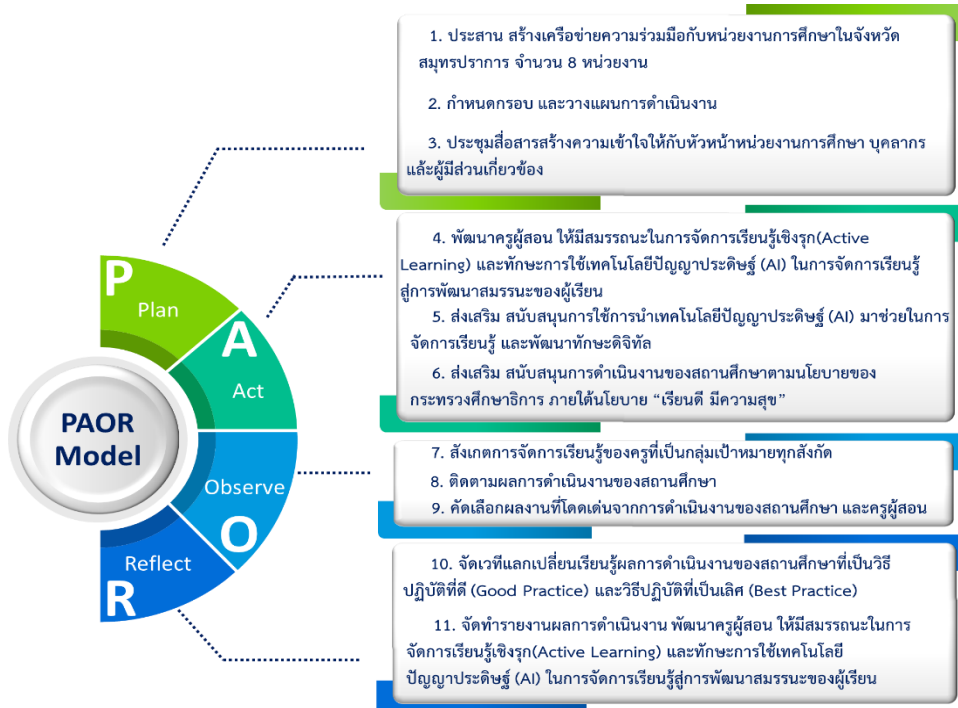 PAOR
Model
P
Plan
A
Act
Observe
O
Reflect
R
1. ประสาน สร้างเครือข่ายความร่วมมือกับหน่วยงานการศึกษาในจังหวัด
สมุทรปราการ จำนวน 8 หน่วยงาน
2. กำหนดกรอบ และวางแผนการดำเนินงาน
3. ประชุมสื่อสารสร้างความเข้าใจให้กับหัวหน้าหน่วยงานการศึกษา บุคลากร
แล้ะผู้มีส่วนเกี่ยวข้อง
4. พัฒนาครูผู้สอน ให้มีสมรรถนะในการจัดการเรียนรู้เชิงรุก(Active
Learning) และทักษะการใช้เทคโนโลยีปัญญาประดิษฐ์ (AI) ในการจัดการเรียนรู้
สู่การพัฒนาสมรรนะของผู้เรียน
5. ส่งเสริม สนับสนุนการใช้การนำเทคโนโลยีปัญญาประดิษฐ์ (AI) มาช่วยในการ
จัดการเรียนรู้ และพัฒนาทักษะดิจิทัล
6. ส่งเสริม สนับสนุนการดำเนินงานของสถานศึกษาตามนโยบายของ
กระทรวงศึกษาธิการ ภายใต้นโยบาย “เรียนดี มีความสุข”
7. สังเกตการจัดการเรียนรู้ของครูที่เป็นกลุ่มเป้าหมายทุกสังกัด
8. ติดตามผลการดำเนินงานของสถานศึกษา
9. คัดเลือกผลงานที่โดดเด่นจากการดำเนินงานของสถานศึกษา และครูผู้สอน
10. จัดเวทีแลกเปลี่ยนเรียนรู้ผลการดำเนินงานของสถานศึกษาที่เป็นวิธี
ปฏิบัติที่ดี (Good Practice) และวิธีปฏิบัติที่เป็นเลิศ (Best Practice)
11. จัดทำรายงานผลการดำเนินงาน พัฒนาครูผู้สอน ให้มีสมรรถนะในการ
จัดการเรียนรู้เชิงรุก(Active Learning) และทักษะการใช้เทคโนโลยี
ปัญญาประดิษฐ์ (AI) ในการจัดการเรียนรู้สู่การพัฒนาสมรรนะของผู้เรียน